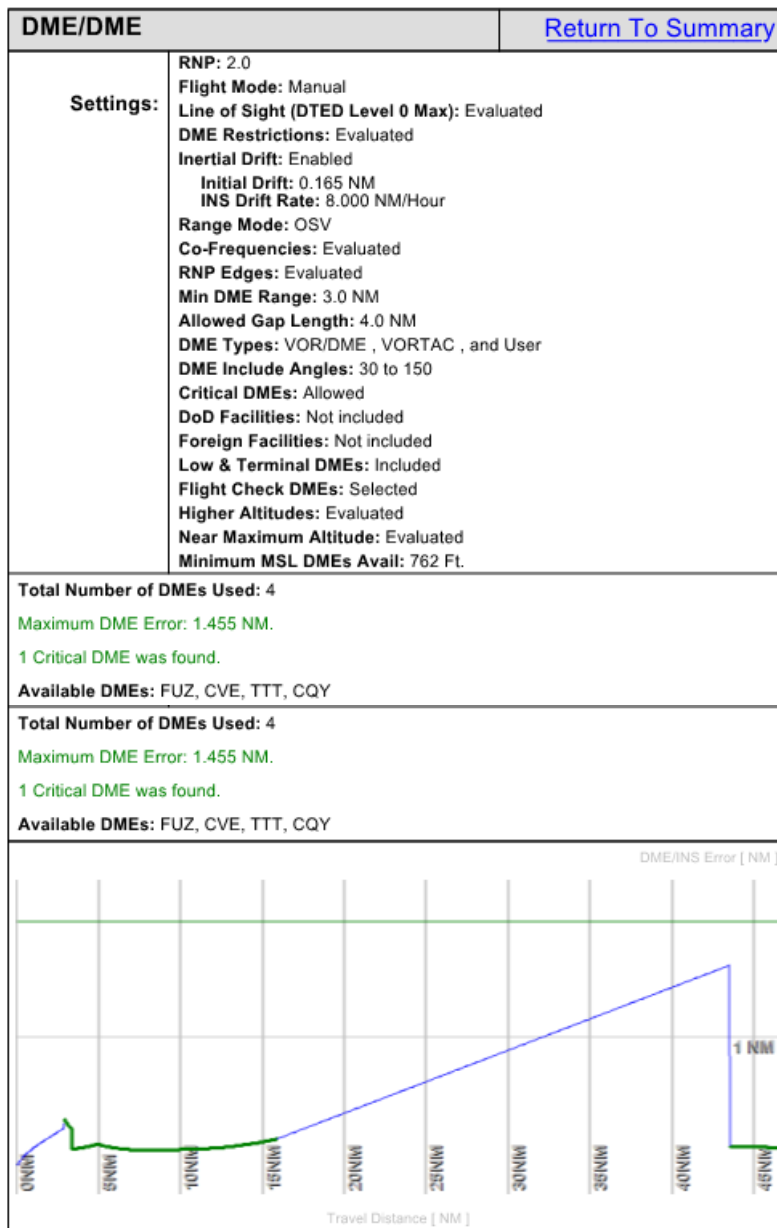 DME/DME
Return To Summary
Settings:
RNP: 2.0
Flight Mode: Manual
Line of Sight (DTED Level 0 Max): Evaluated
DME Restrictions: Evaluated
Inertial Drift: Enabled
Initial Drift: 0.165 NM
INS Drift Rate: 8.000 NM/Hour
Range Mode: OSV
Co-Frequencies: Evaluated
RNP Edges: Evaluated
Min DME Range: 3.0 NM
Allowed Gap Length: 4.0 NM
DME Types: VOR/DME , VORTAC , and User
DME Include Angles: 30 to 150
Critical DMEs: Allowed
DoD Facilities: Not included
Foreign Facilities: Not included
Low & Terminal DMEs: Included
Flight Check DMEs: Selected
Higher Altitudes: Evaluated
Near Maximum Altitude: Evaluated
Minimum MSL DMEs Avail: 762 Ft.
Total Number of DMEs Used: 4
Maximum DME Error: 1.455 NM.
1 Critical DME was found.
Available DMEs: FUZ, CVE, TTT, CQY
Total Number of DMEs Used: 4
Maximum DME Error: 1.455 NM.
1 Critical DME was found.
Available DMEs: FUZ, CVE, TTT, CQY
DME/INS Error [ NM ]
1 NM
0NM
5NM
10NM
15NM
20NM
25NM
30NM
35NM
40NM
45NM
Travel Distance [ NM ]